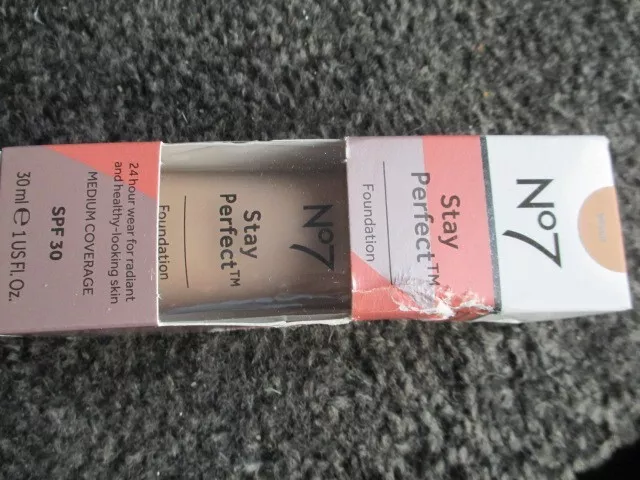 No7
Stay
Perfect™
Foundation
No7
Stay
Perfect™
Foundation
24 hour wear for radiant
and healthy-looking skin
MEDIUM COVERAGE
SPF 30
30ml e 1 US Fl. Oz.